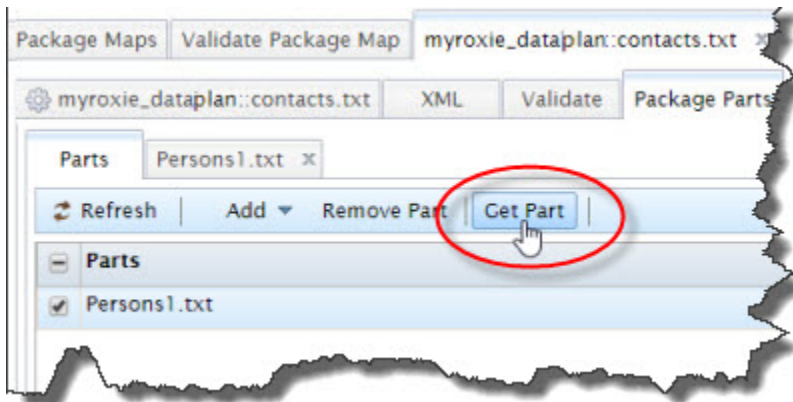 Package Maps Validate Package Map myroxie_dataplan::contacts.txt x
myroxie_dataplan::contacts.txt XML Validate Package Parts
Parts Persons1.txt x
Refresh Add Remove Part Get Part
Parts
Persons1.txt